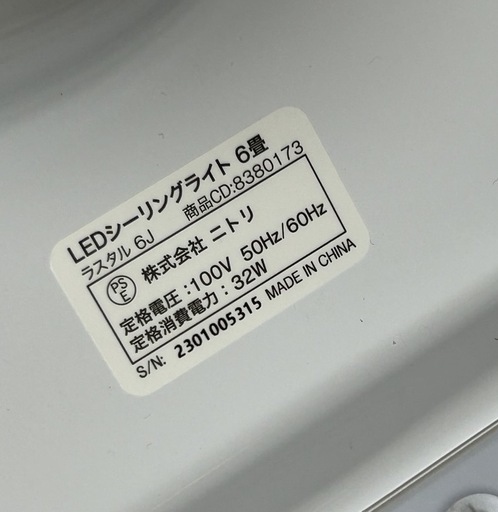 LEDシーリングライト 6畳
ラスタル 6J 商品CD:8380173
PSE 株式会社 ニトリ
定格電圧:100V 50Hz/60Hz
定格消費電力:32W
S/N: 2301005315 MADE IN CHINA